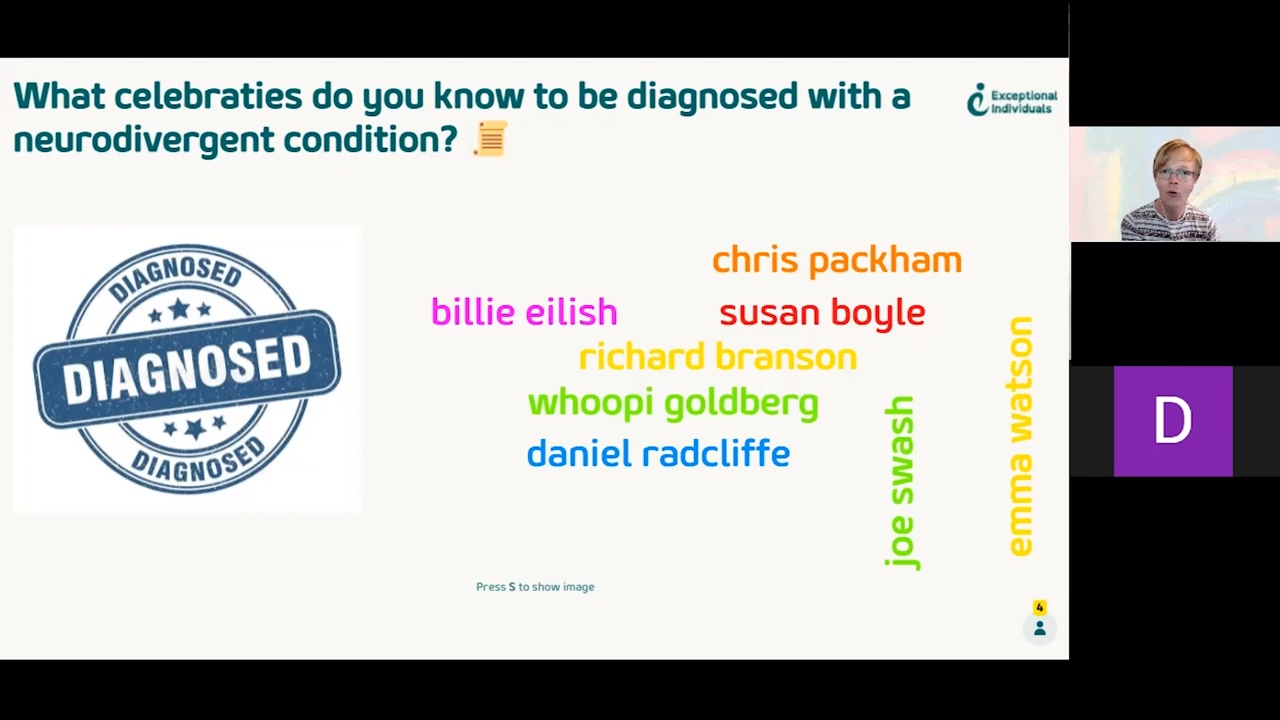 What celebraties do you know to be diagnosed with a
neurodivergent condition?
Exceptional
Individuals
DIAGNOSED
DIAGNOSED
DIAGNOSED
chris packham
billie eilish
susan boyle
richard branson
whoopi goldberg
daniel radcliffe
joe swash
emma watson
Press S to show image
4
D